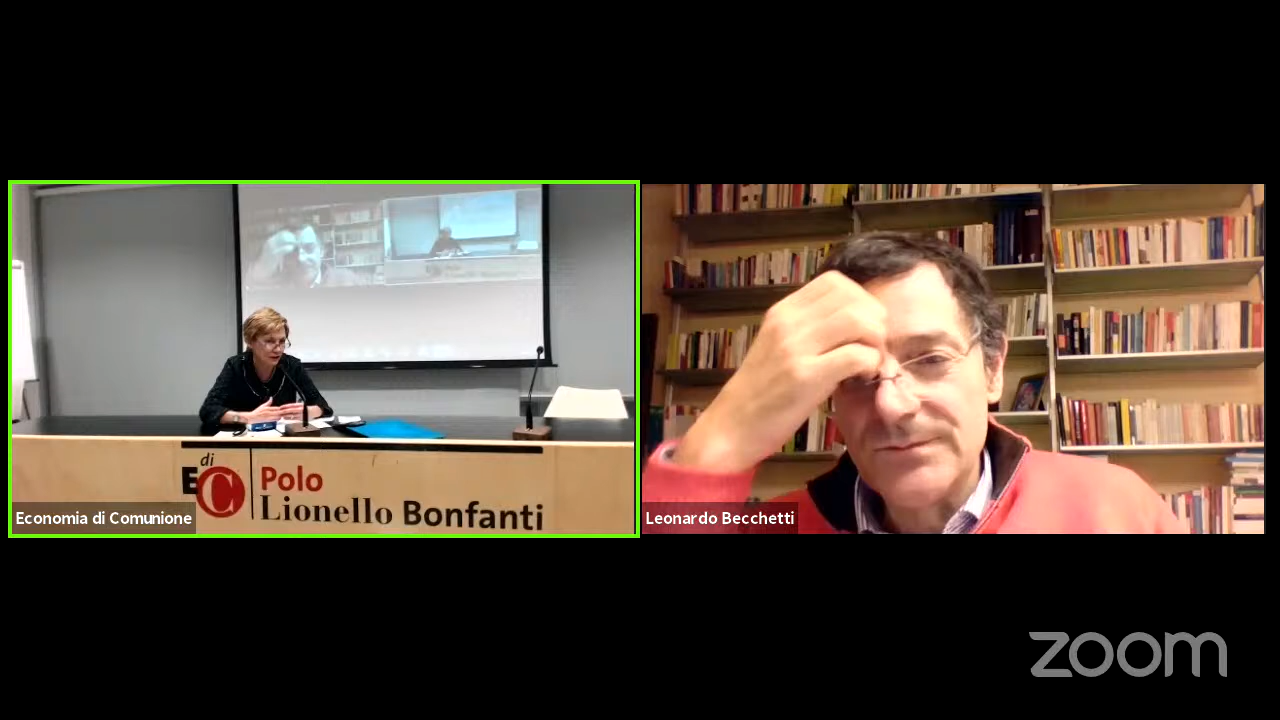 di
EC
Polo
Lionello Bonfanti
Economia di Comunione
Leonardo Becchetti
zoom